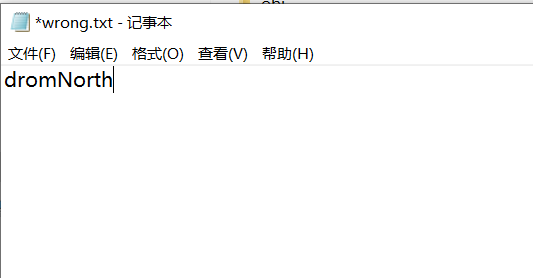 *wrong.txt - 记事本
文件(F) 编辑(E) 格式(O) 查看(V) 帮助(H)
dromNorth